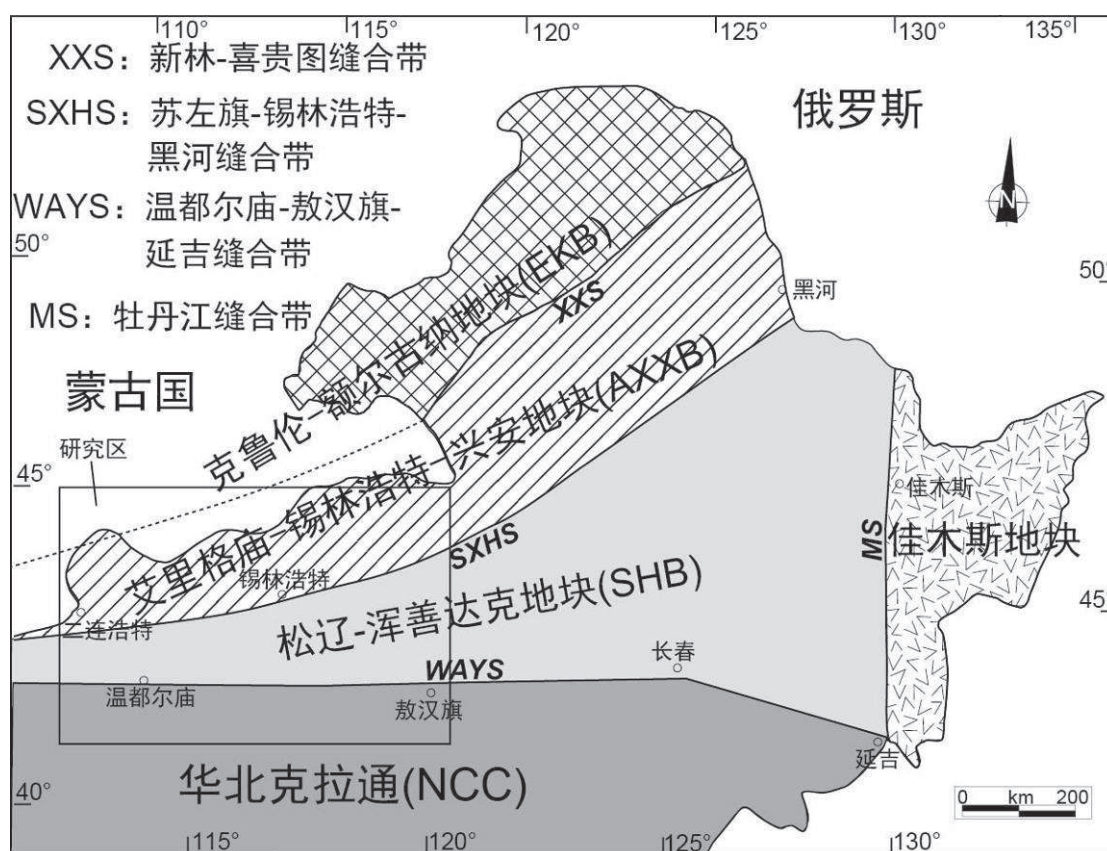 110° 115° 120° 125° 130° 135°
XXS：新林-喜贵图缝合带
SXHS：苏左旗-锡林浩特-
黑河缝合带
WAYS：温都尔庙-敖汉旗-
延吉缝合带
MS：牡丹江缝合带
俄罗斯
N
50°
50°
黑河
克鲁伦-额尔古纳地块(EKB)
XXS
蒙古国
研究区
45°
艾里格庙-锡林浩特-兴安地块(AXXB)
佳木斯
MS
佳木斯地块
SXHS
锡林浩特
45°
二连浩特
松辽-浑善达克地块(SHB)
长春
WAYS
温都尔庙
敖汉旗
延吉
华北克拉通(NCC)
40°
0 km 200
115° 120° 125° 130°